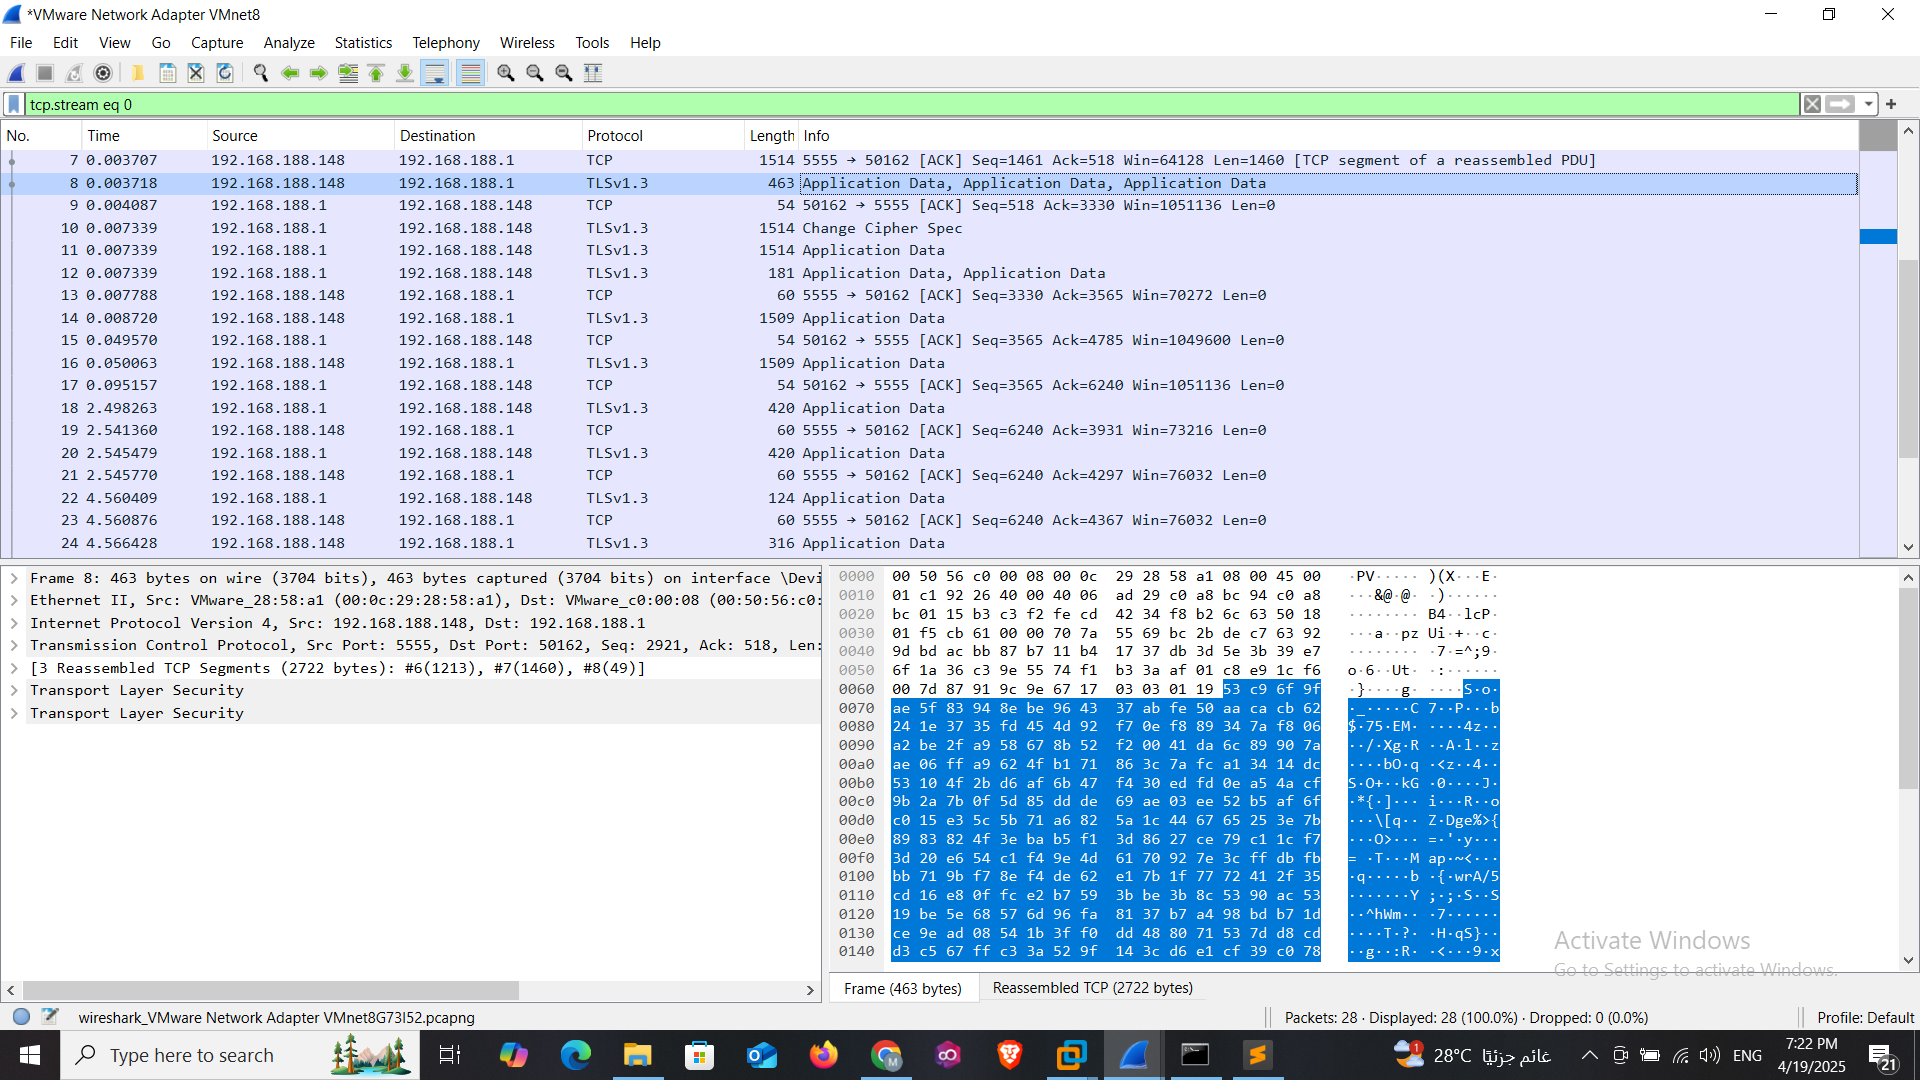 *VMware Network Adapter VMnet8
File Edit View Go Capture Analyze Statistics Telephony Wireless Tools Help
tcp.stream eq 0
No. Time Source Destination Protocol Length Info
7 0.003707 192.168.188.148 192.168.188.1 TCP 1514 5555 → 50162 [ACK] Seq=1461 Ack=518 Win=64128 Len=1460 [TCP segment of a reassembled PDU]
8 0.003718 192.168.188.148 192.168.188.1 TLSv1.3 463 Application Data, Application Data, Application Data
9 0.004087 192.168.188.1 192.168.188.148 TCP 54 50162 → 5555 [ACK] Seq=518 Ack=3330 Win=1051136 Len=0
10 0.007339 192.168.188.1 192.168.188.148 TLSv1.3 1514 Change Cipher Spec
11 0.007339 192.168.188.1 192.168.188.148 TLSv1.3 1514 Application Data
12 0.007339 192.168.188.1 192.168.188.148 TLSv1.3 181 Application Data, Application Data
13 0.007788 192.168.188.148 192.168.188.1 TCP 60 5555 → 50162 [ACK] Seq=3330 Ack=3565 Win=70272 Len=0
14 0.008720 192.168.188.148 192.168.188.1 TLSv1.3 1509 Application Data
15 0.049570 192.168.188.1 192.168.188.148 TCP 54 50162 → 5555 [ACK] Seq=3565 Ack=4785 Win=1049600 Len=0
16 0.050063 192.168.188.148 192.168.188.1 TLSv1.3 1509 Application Data
17 0.095157 192.168.188.1 192.168.188.148 TCP 54 50162 → 5555 [ACK] Seq=3565 Ack=6240 Win=1051136 Len=0
18 2.498263 192.168.188.1 192.168.188.148 TLSv1.3 420 Application Data
19 2.541360 192.168.188.148 192.168.188.1 TCP 60 5555 → 50162 [ACK] Seq=6240 Ack=3931 Win=73216 Len=0
20 2.545479 192.168.188.1 192.168.188.148 TLSv1.3 420 Application Data
21 2.545770 192.168.188.148 192.168.188.1 TCP 60 5555 → 50162 [ACK] Seq=6240 Ack=4297 Win=76032 Len=0
22 4.560409 192.168.188.1 192.168.188.148 TLSv1.3 124 Application Data
23 4.560876 192.168.188.148 192.168.188.1 TCP 60 5555 → 50162 [ACK] Seq=6240 Ack=4367 Win=76032 Len=0
24 4.566428 192.168.188.148 192.168.188.1 TLSv1.3 316 Application Data
Frame 8: 463 bytes on wire (3704 bits), 463 bytes captured (3704 bits) on interface \Devi
Ethernet II, Src: VMware_28:58:a1 (00:0c:29:28:58:a1), Dst: VMware_c0:00:08 (00:50:56:c0:
Internet Protocol Version 4, Src: 192.168.188.148, Dst: 192.168.188.1
Transmission Control Protocol, Src Port: 5555, Dst Port: 50162, Seq: 2921, Ack: 518, Len:
[3 Reassembled TCP Segments (2722 bytes): #6(1213), #7(1460), #8(49)]
Transport Layer Security
Transport Layer Security
0000 00 50 56 c0 00 08 00 0c 29 28 58 a1 08 00 45 00 ·PV····· )(X···E·
0010 01 c1 92 26 40 00 40 06 ad 29 c0 a8 bc 94 c0 a8 ···&@·@· ·)······
0020 bc 01 15 b3 c3 f2 fe cd 42 34 f8 b2 6c 63 50 18 ········ B4··lcP·
0030 01 f5 cb 61 00 00 70 7a 55 69 bc 2b de c7 63 92 ···a··pz Ui·+··c·
0040 9d bd ac bb 87 b7 11 b4 17 37 db 3d 5e 3b 39 e7 ········ ·7·=^;9·
0050 6f 1a 36 c3 9e 55 74 f1 b3 3a af 01 c8 e9 1c f6 o·6··Ut· ·:······
0060 00 7d 87 91 9c 9e 67 17 03 03 01 19 53 c9 6f 9f ·}····g· ····S·o·
0070 ae 5f 83 94 8e be 96 43 37 ab fe 50 aa ca cb 62 ·_·····C 7··P···b
0080 24 1e 37 35 fd 45 4d 92 f7 0e f8 89 34 7a f8 06 $·75·EM· ····4z··
0090 a2 be 2f a9 58 67 8b 52 f2 00 41 da 6c 89 90 7a ··/·Xg·R ··A·l··z
00a0 ae 06 ff a9 62 4f b1 71 86 3c 7a fc a1 34 14 dc ····bO·q ·<z··4··
00b0 53 10 4f 2b d6 af 6b 47 f4 30 ed fd 0e a5 4a cf S·O+··kG ·0····J·
00c0 9b 2a 7b 0f 5d 85 dd de 69 ae 03 ee 52 b5 af 6f ·*{·]··· i···R··o
00d0 c0 15 e3 5c 5b 71 a6 82 5a 1c 44 67 65 25 3e 7b ···\[q·· Z·Dge%>{
00e0 89 83 82 4f 3e ba b5 f1 3d 86 27 ce 79 c1 1c f7 ···O>··· =·'·y···
00f0 3d 20 e6 54 c1 f4 9e 4d 61 70 92 7e 3c ff db fb = ·T···M ap·~<···
0100 bb 71 9b f7 8e f4 de 62 e1 7b 1f 77 72 41 2f 35 ·q·····b ·{·wrA/5
0110 cd 16 e8 0f fc e2 b7 59 3b be 3b 8c 53 90 ac 53 ·······Y ;·;·S··S
0120 19 be 5e 68 57 6d 96 fa 81 37 b7 a4 98 bd b7 1d ··^hWm·· ·7······
0130 ce 9e ad 08 54 1b 3f f0 dd 48 80 71 53 7d d8 cd ····T·?· ·H·qS}··
0140 d3 c5 67 ff c3 3a 52 9f 14 3c d6 e1 cf 39 c0 78 ··g··:R· ·<···9·x
Activate Windows
Go to Settings to activate Windows.
Frame (463 bytes) Reassembled TCP (2722 bytes)
wireshark_VMware Network Adapter VMnet8G73I52.pcapng Packets: 28 · Displayed: 28 (100.0%) · Dropped: 0 (0.0%) Profile: Default
Type here to search 1 28°C غائم جزئيًا ENG 7:22 PM
4/19/2025 21